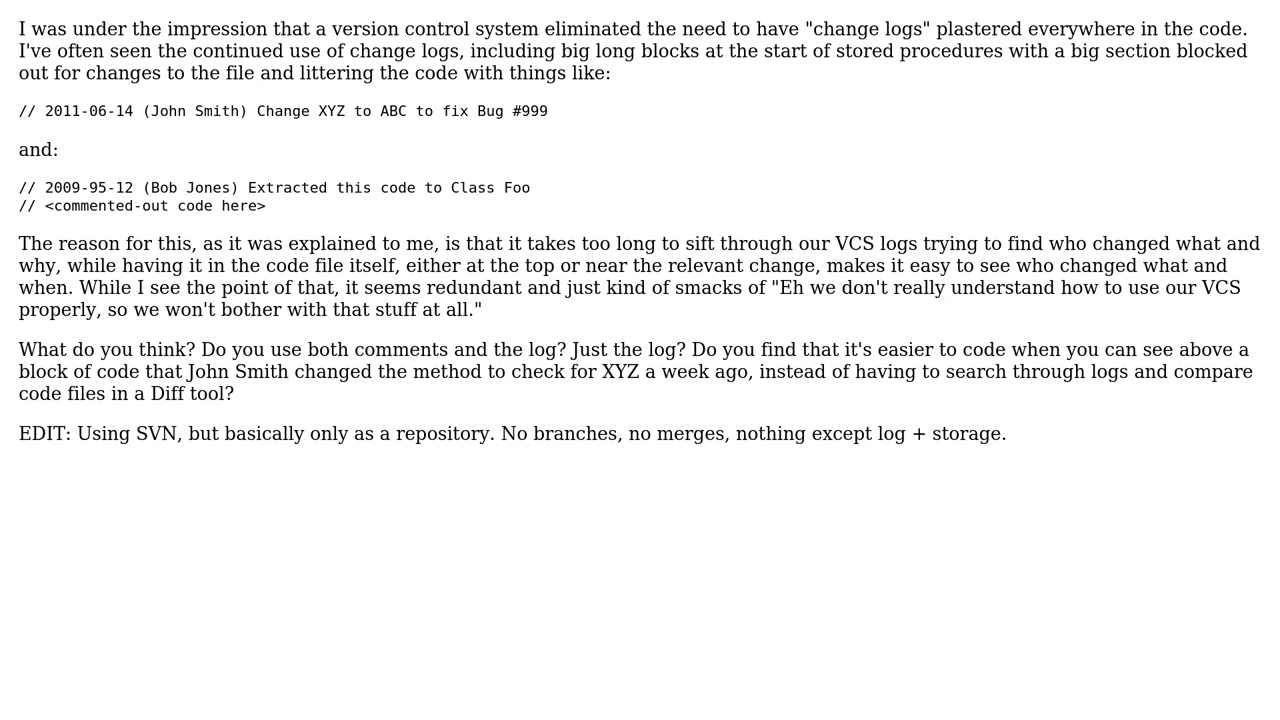 I was under the impression that a version control system eliminated the need to have "change logs" plastered everywhere in the code.
I've often seen the continued use of change logs, including big long blocks at the start of stored procedures with a big section blocked
out for changes to the file and littering the code with things like:
// 2011-06-14 (John Smith) Change XYZ to ABC to fix Bug #999
and:
// 2009-95-12 (Bob Jones) Extracted this code to Class Foo
// <commented-out code here>
The reason for this, as it was explained to me, is that it takes too long to sift through our VCS logs trying to find who changed what and
why, while having it in the code file itself, either at the top or near the relevant change, makes it easy to see who changed what and
when. While I see the point of that, it seems redundant and just kind of smacks of "Eh we don't really understand how to use our VCS
properly, so we won't bother with that stuff at all."
What do you think? Do you use both comments and the log? Just the log? Do you find that it's easier to code when you can see above a
block of code that John Smith changed the method to check for XYZ a week ago, instead of having to search through logs and compare
code files in a Diff tool?
EDIT: Using SVN, but basically only as a repository. No branches, no merges, nothing except log + storage.